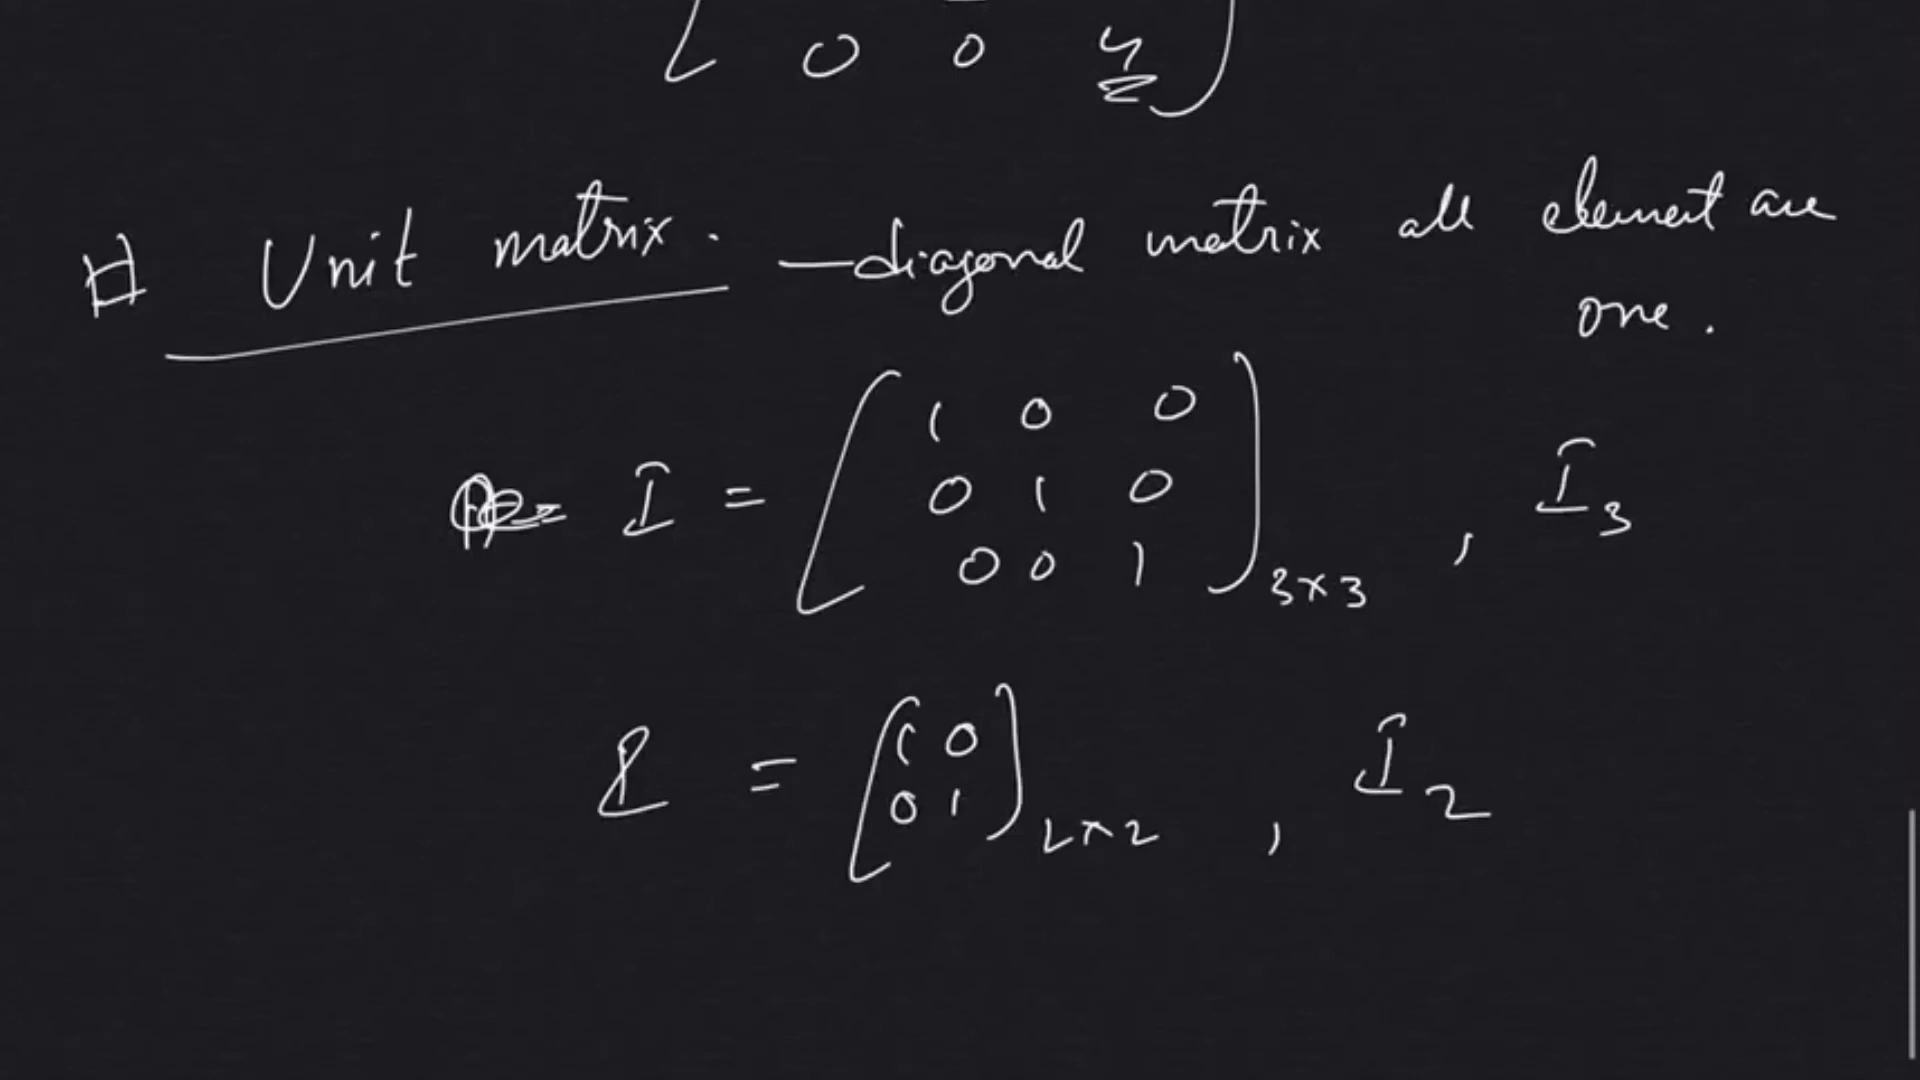 0 0 4
# Unit matrix. — diagonal matrix all element are
one.
I = ( 1 0 0
0 1 0
0 0 1 ) 3×3 , I3
I = ( 1 0
0 1 ) 2×2 , I2